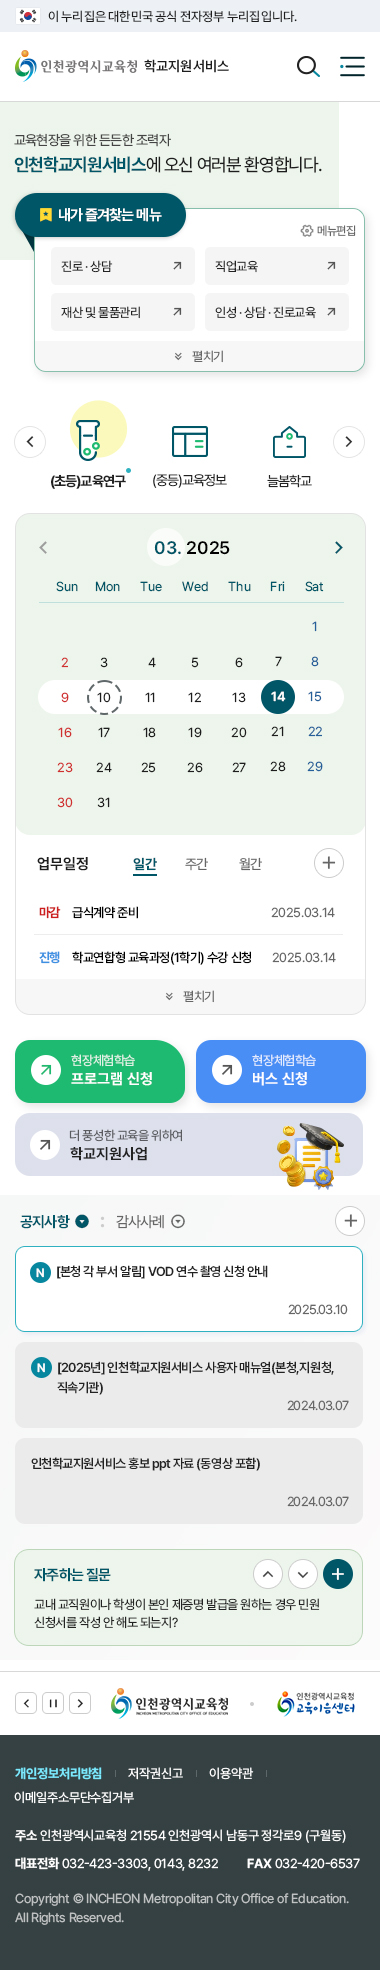 이 누리집은 대한민국 공식 전자정부 누리집입니다.
인천광역시교육청 학교지원서비스
교육현장을 위한 든든한 조력자
인천학교지원서비스에 오신 여러분 환영합니다.
내가 즐겨찾는 메뉴
메뉴편집
진로 · 상담
직업교육
재산 및 물품관리
인성 · 상담 · 진로교육
펼치기
(초등)교육연구
(중등)교육정보
늘봄학교
03. 2025
Sun Mon Tue Wed Thu Fri Sat
1
2 3 4 5 6 7 8
9 10 11 12 13 14 15
16 17 18 19 20 21 22
23 24 25 26 27 28 29
30 31
업무일정 일간 주간 월간
마감 급식계약 준비 2025.03.14
진행 학교연합형 교육과정(1학기) 수강 신청 2025.03.14
펼치기
현장체험학습
프로그램 신청
현장체험학습
버스 신청
더 풍성한 교육을 위하여
학교지원사업
공지사항 : 감사사례
N [본청 각 부서 알림] VOD 연수 촬영 신청 안내
2025.03.10
N [2025년] 인천학교지원서비스 사용자 매뉴얼(본청,지원청,
직속기관)
2024.03.07
인천학교지원서비스 홍보 ppt 자료 (동영상 포함)
2024.03.07
자주하는 질문
교내 교직원이나 학생이 본인 제증명 발급을 원하는 경우 민원
신청서를 작성 안 해도 되는지?
인천광역시교육청
INCHEON METROPOLITAN CITY OFFICE OF EDUCATION
인천광역시교육청
교육이음센터
개인정보처리방침 저작권신고 이용약관
이메일주소무단수집거부
주소 인천광역시교육청 21554 인천광역시 남동구 정각로9 (구월동)
대표전화 032-423-3303, 0143, 8232 FAX 032-420-6537
Copyright © INCHEON Metropolitan City Office of Education.
All Rights Reserved.